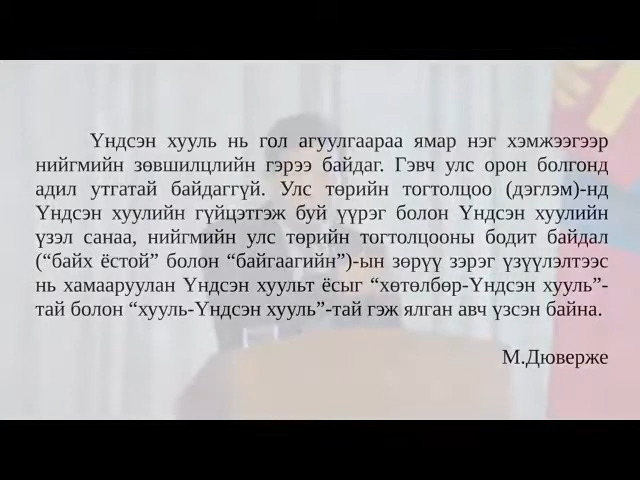 Үндсэн хууль нь гол агуулгаараа ямар нэг хэмжээгээр
нийгмийн зөвшилцлийн гэрээ байдаг. Гэвч улс орон болгонд
адил утгатай байдаггүй. Улс төрийн тогтолцоо (дэглэм)-нд
Үндсэн хуулийн гүйцэтгэж буй үүрэг болон Үндсэн хуулийн
үзэл санаа, нийгмийн улс төрийн тогтолцооны бодит байдал
(“байх ёстой” болон “байгаагийн”)-ын зөрүү зэрэг үзүүлэлтээс
нь хамааруулан Үндсэн хуульт ёсыг “хөтөлбөр-Үндсэн хууль”-
тай болон “хууль-Үндсэн хууль”-тай гэж ялган авч үзсэн байна.
М.Дюверже